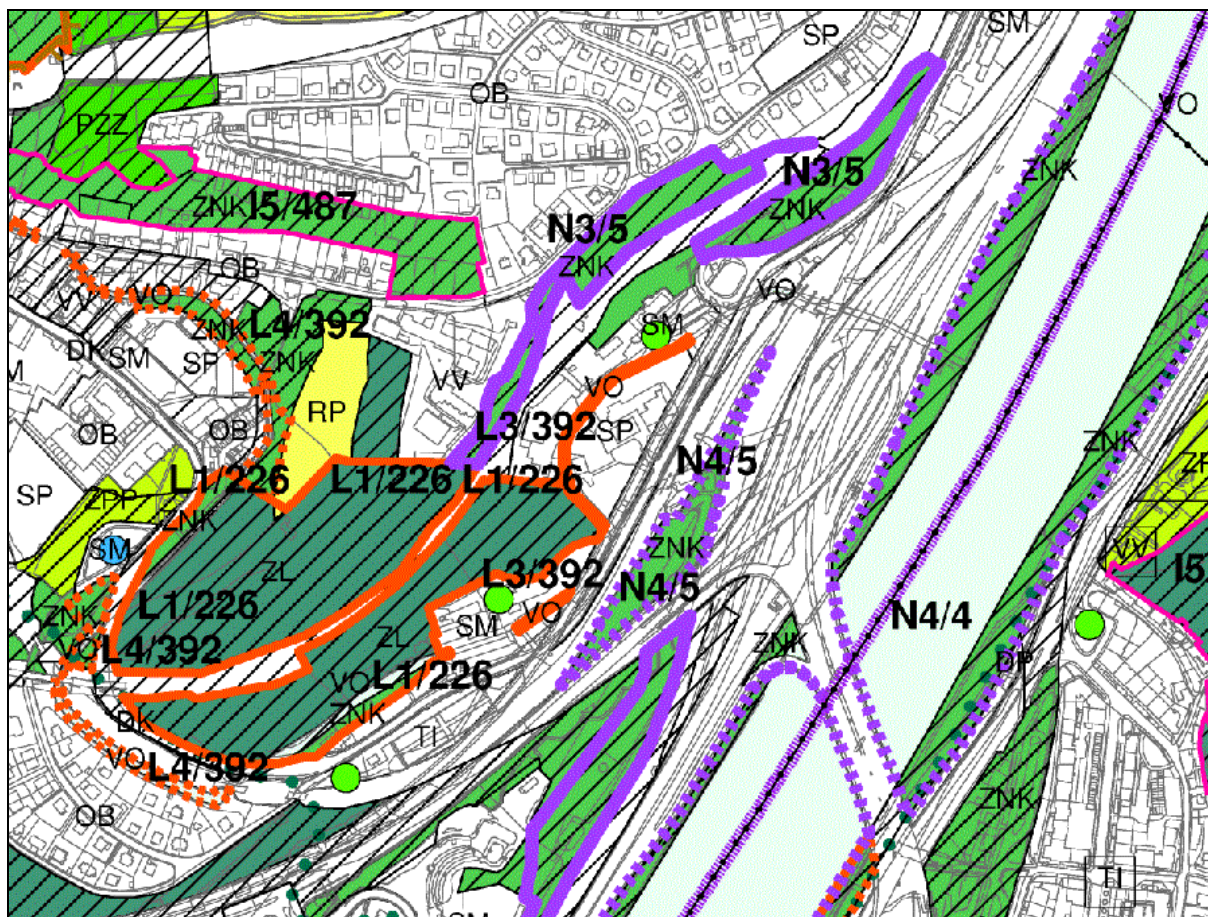 SM
SP
OB
VO
PZZ
N3/5
ZNK
ZNK
ZNK I5/487
N3/5
ZNK
OB
VV
VO
VO
ZNK
L4/392
SM
DK
SM
SP
ZNK
VV
VO
RP
M
OB
OB
L3/392
SP
ZNK
N4/5
L1/226
L1/226
L1/226
ZP
SP
ZPP
ZNK
SM
ZNK
VV
ZL
L3/392
I5
N4/5
L1/226
ZNK
VO
N4/4
SM
ZNK
VO
L4/392
ZL
DP
L1/226
VO
ZNK
DK
TI
VO
L4/392
ZNK
OB
TI
SM